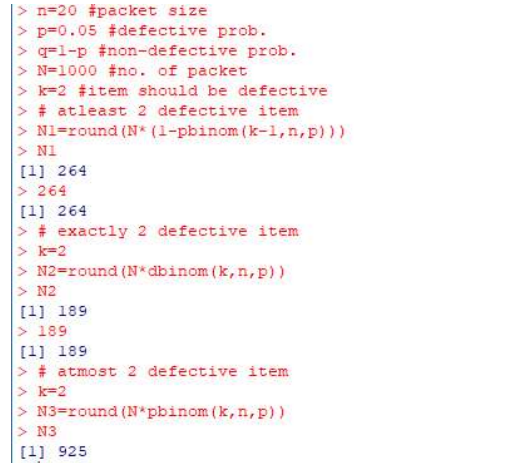 > n=20 #packet size
> p=0.05 #defective prob.
> q=1-p #non-defective prob.
> N=1000 #no. of packet
> k=2 #item should be defective
> # atleast 2 defective item
> N1=round(N*(1-pbinom(k-1,n,p)))
> N1
[1] 264
> 264
[1] 264
> # exactly 2 defective item
> k=2
> N2=round(N*dbinom(k,n,p))
> N2
[1] 189
> 189
[1] 189
> # atmost 2 defective item
> k=2
> N3=round(N*pbinom(k,n,p))
> N3
[1] 925